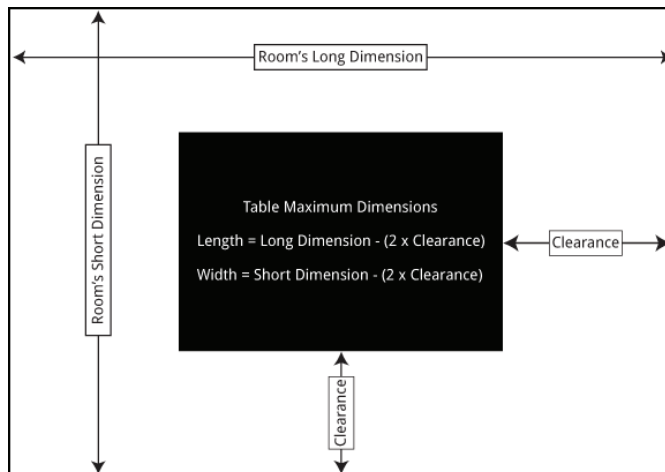 Room's Long Dimension
Room's Short Dimension
Table Maximum Dimensions
Length = Long Dimension - (2 x Clearance)
Width = Short Dimension - (2 x Clearance)
Clearance
Clearance